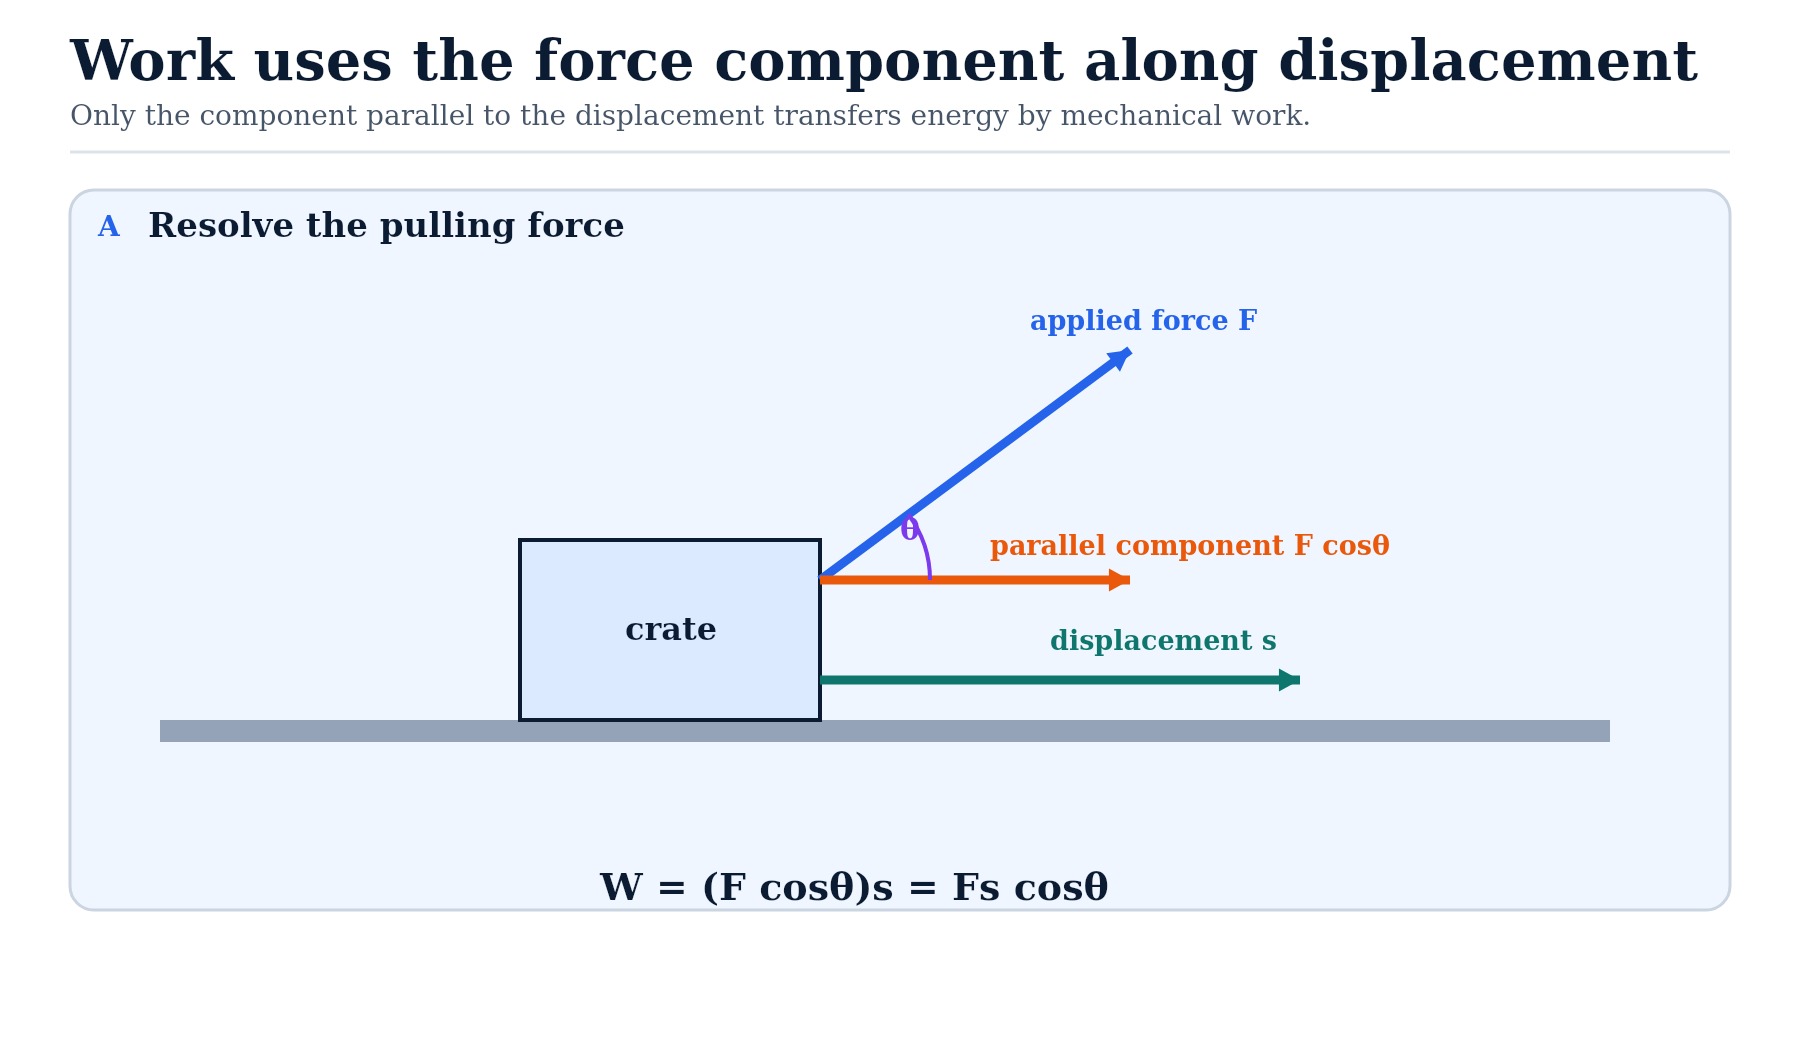 Work uses the force component along displacement
Only the component parallel to the displacement transfers energy by mechanical work.
A Resolve the pulling force
applied force F
θ
parallel component F cosθ
crate
displacement s
W = (F cosθ)s = Fs cosθ